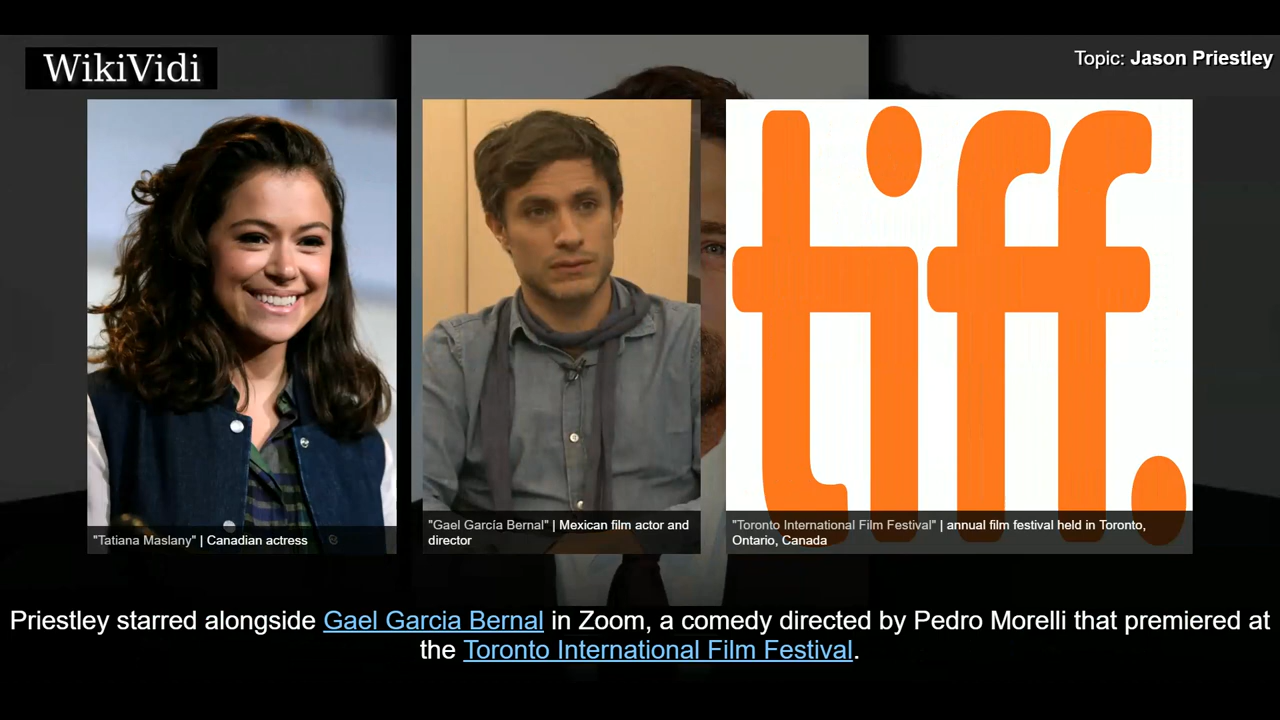 WikiVidi
Topic: Jason Priestley
tiff.
"Tatiana Maslany" | Canadian actress
"Gael García Bernal" | Mexican film actor and
director
"Toronto International Film Festival" | annual film festival held in Toronto,
Ontario, Canada
Priestley starred alongside Gael Garcia Bernal in Zoom, a comedy directed by Pedro Morelli that premiered at
the Toronto International Film Festival.